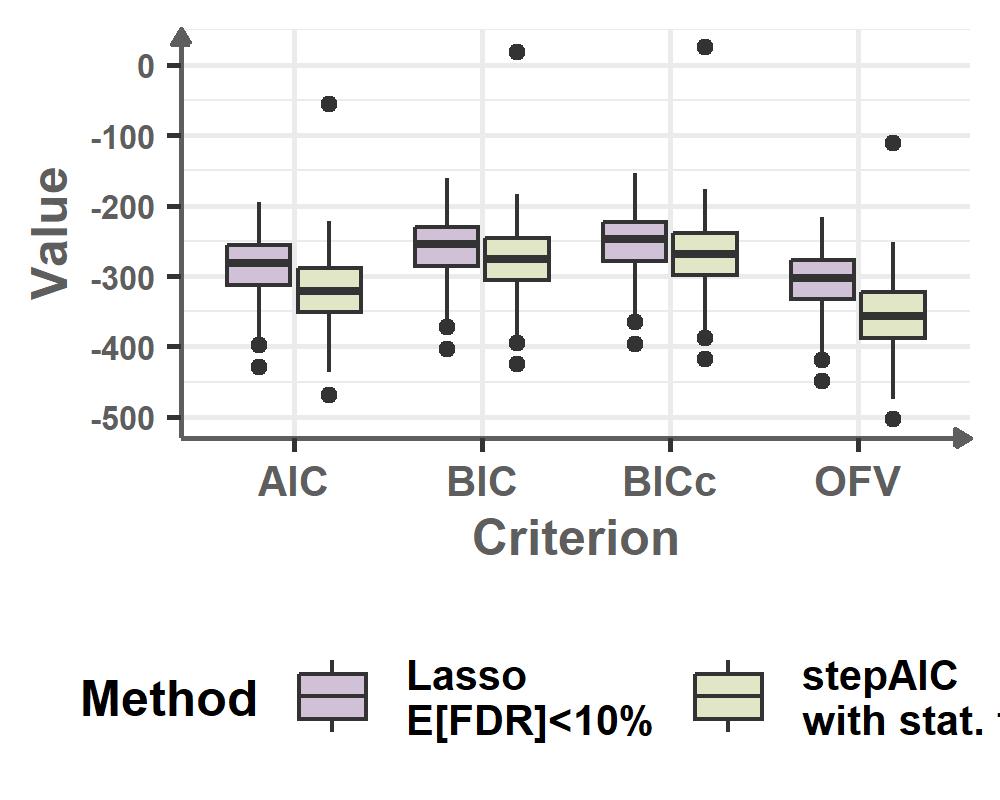 0
-100
-200
-300
-400
-500
Value
AIC BIC BICc OFV
Criterion
Method
Lasso
E[FDR]<10%
stepAIC
with stat.